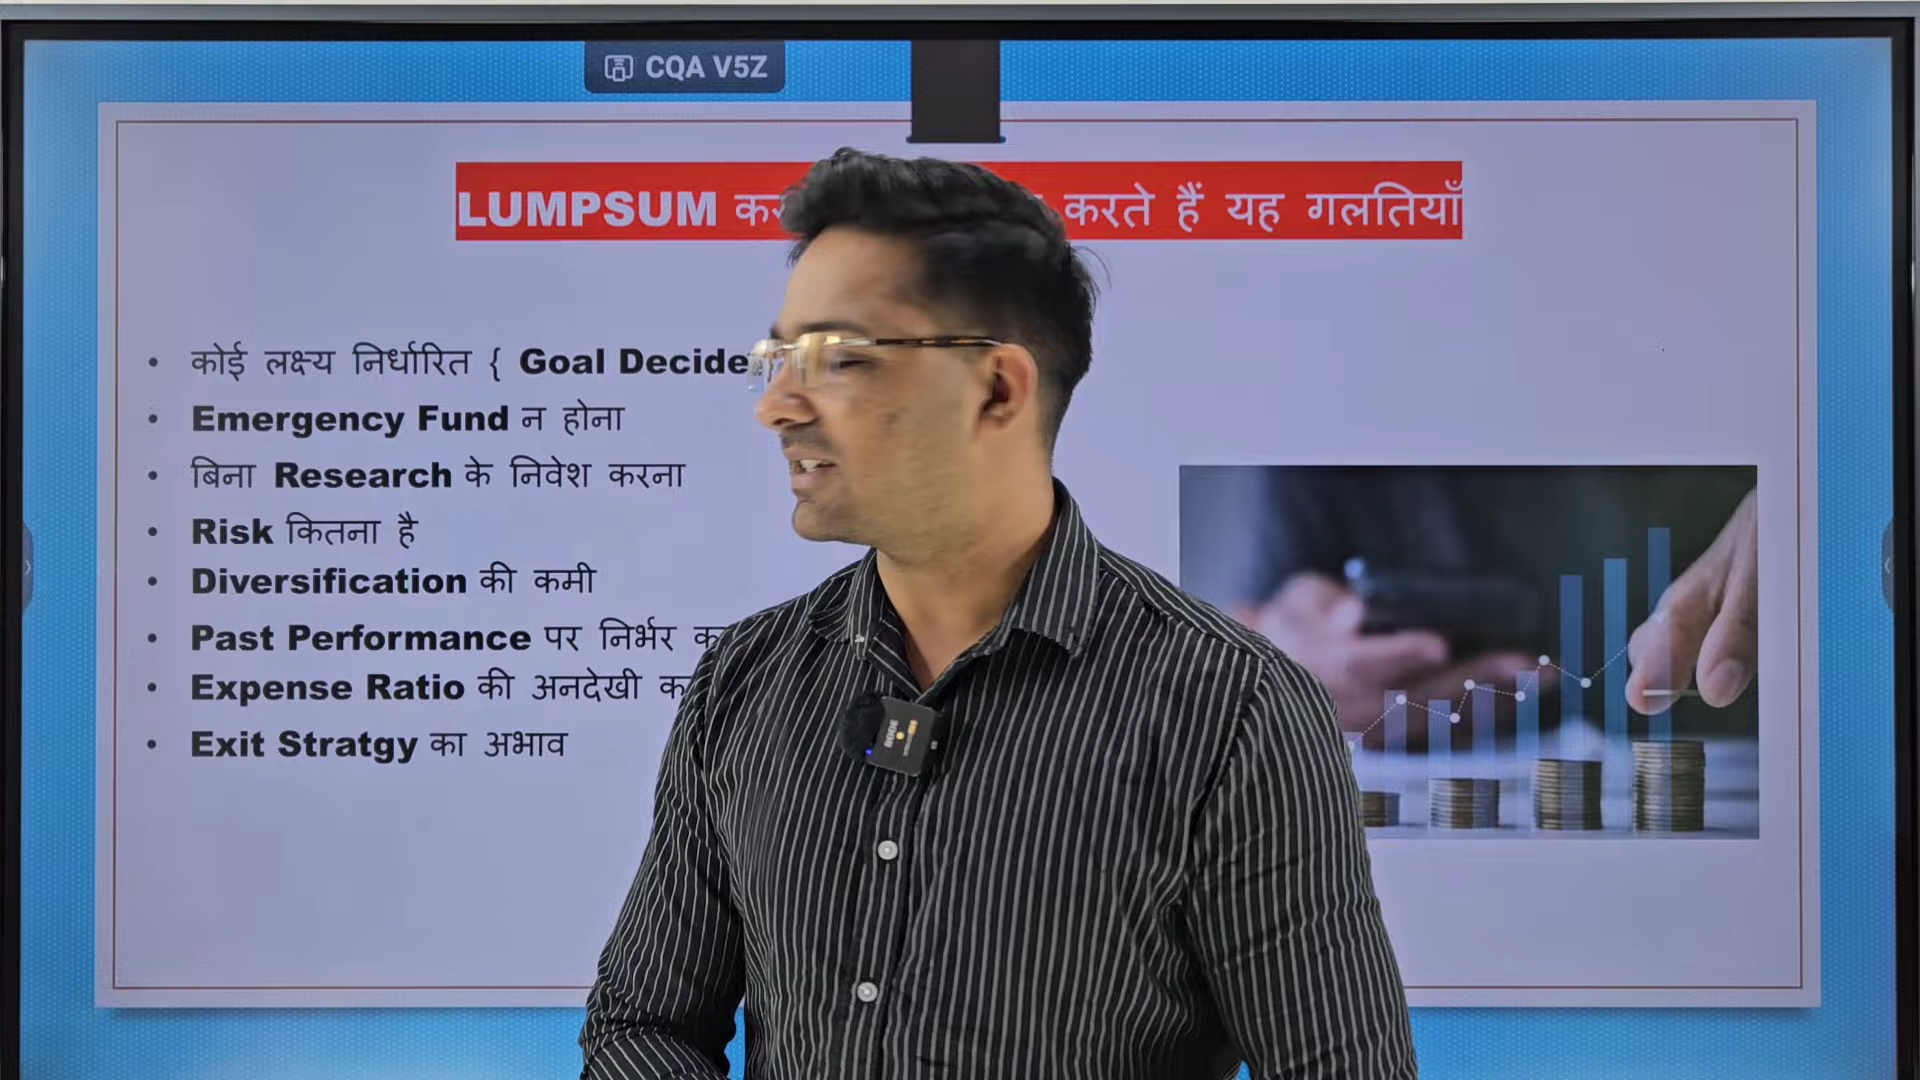 CQA V5Z
LUMPSUM करते हैं यह गलतियाँ
• कोई लक्ष्य निर्धारित { Goal Decide
• Emergency Fund न होना
• बिना Research के निवेश करना
• Risk कितना है
• Diversification की कमी
• Past Performance पर निर्भर
• Expense Ratio की अनदेखी
• Exit Stratgy का अभाव